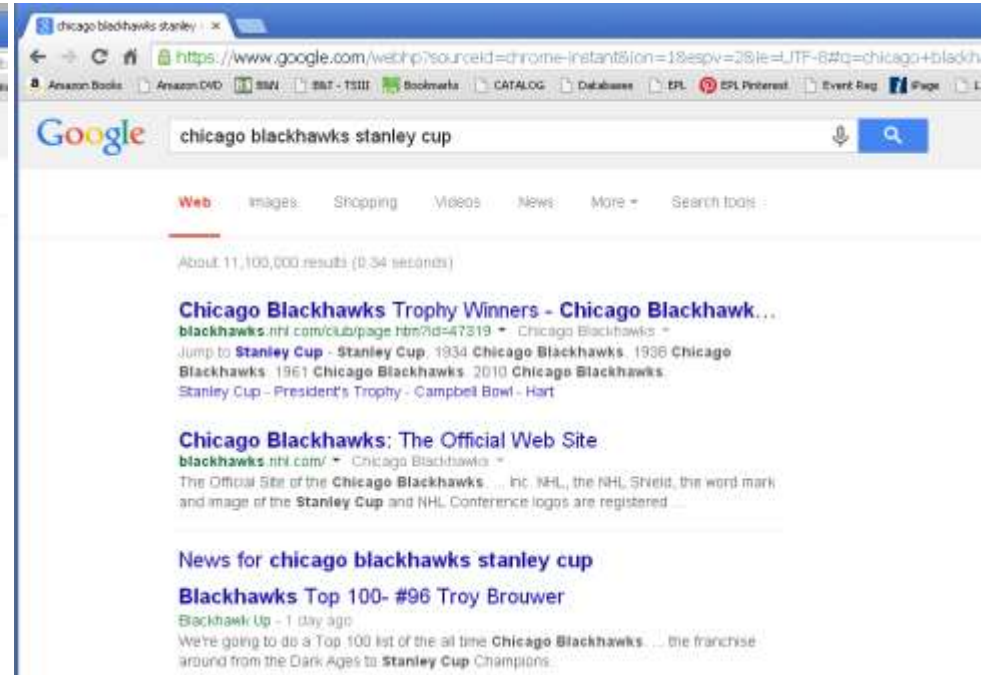 chicago blackhawks stanley
https://www.google.com/webhp?sourceid=chrome-instant&ion=1&espv=2&ie=UTF-8#q=chicago+blackh
Amazon Books Amazon DVD B&T - TSIII Bookmarks CATALOG Databases EPL EPL Pinterest Event Reg iPage
Google chicago blackhawks stanley cup
Web Images Shopping Videos News More Search tools
About 11,100,000 results (0.34 seconds)
Chicago Blackhawks Trophy Winners - Chicago Blackhawk...
blackhawks.nhl.com/club/page.htm?id=47319 Chicago Blackhawks
Jump to Stanley Cup - Stanley Cup. 1934 Chicago Blackhawks. 1938 Chicago
Blackhawks. 1961 Chicago Blackhawks. 2010 Chicago Blackhawks.
Stanley Cup - President's Trophy - Campbell Bowl - Hart
Chicago Blackhawks: The Official Web Site
blackhawks.nhl.com/ Chicago Blackhawks
The Official Site of the Chicago Blackhawks. ... Inc. NHL, the NHL Shield, the word mark
and image of the Stanley Cup and NHL Conference logos are registered ...
News for chicago blackhawks stanley cup
Blackhawks Top 100- #96 Troy Brouwer
Blackhawk Up - 1 day ago
We're going to do a Top 100 list of the all time Chicago Blackhawks. ... the franchise
around from the Dark Ages to Stanley Cup Champions.